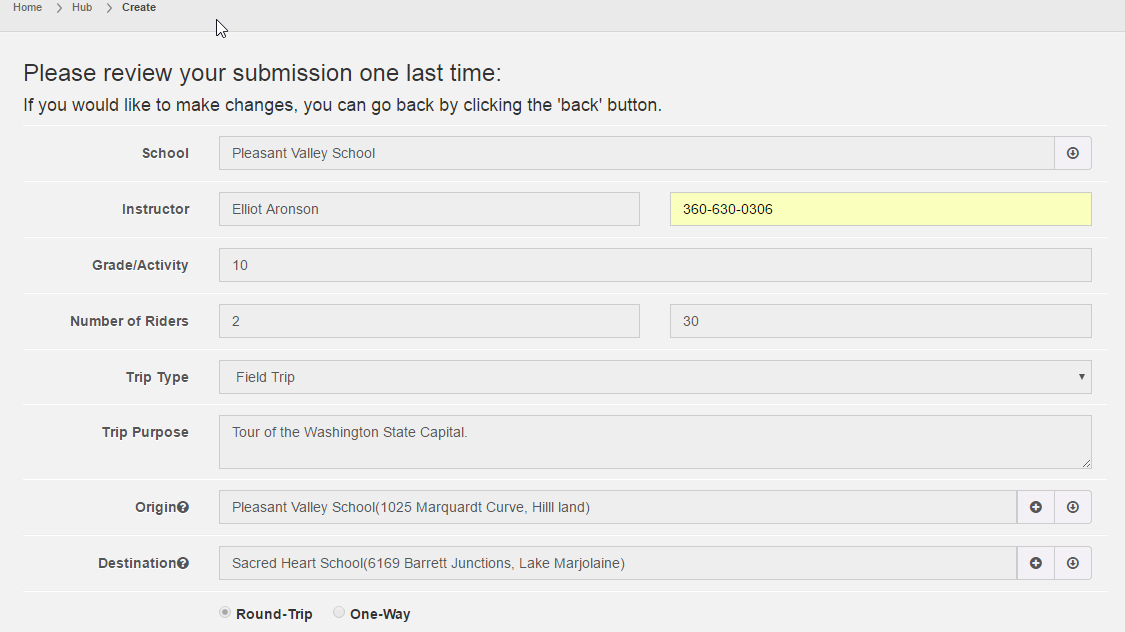 Home > Hub > Create
Please review your submission one last time:
If you would like to make changes, you can go back by clicking the 'back' button.
School Pleasant Valley School
Instructor Elliot Aronson 360-630-0306
Grade/Activity 10
Number of Riders 2 30
Trip Type Field Trip
Trip Purpose Tour of the Washington State Capital.
Origin Pleasant Valley School(1025 Marquardt Curve, Hilll land)
Destination Sacred Heart School(6169 Barrett Junctions, Lake Marjolaine)
Round-Trip One-Way